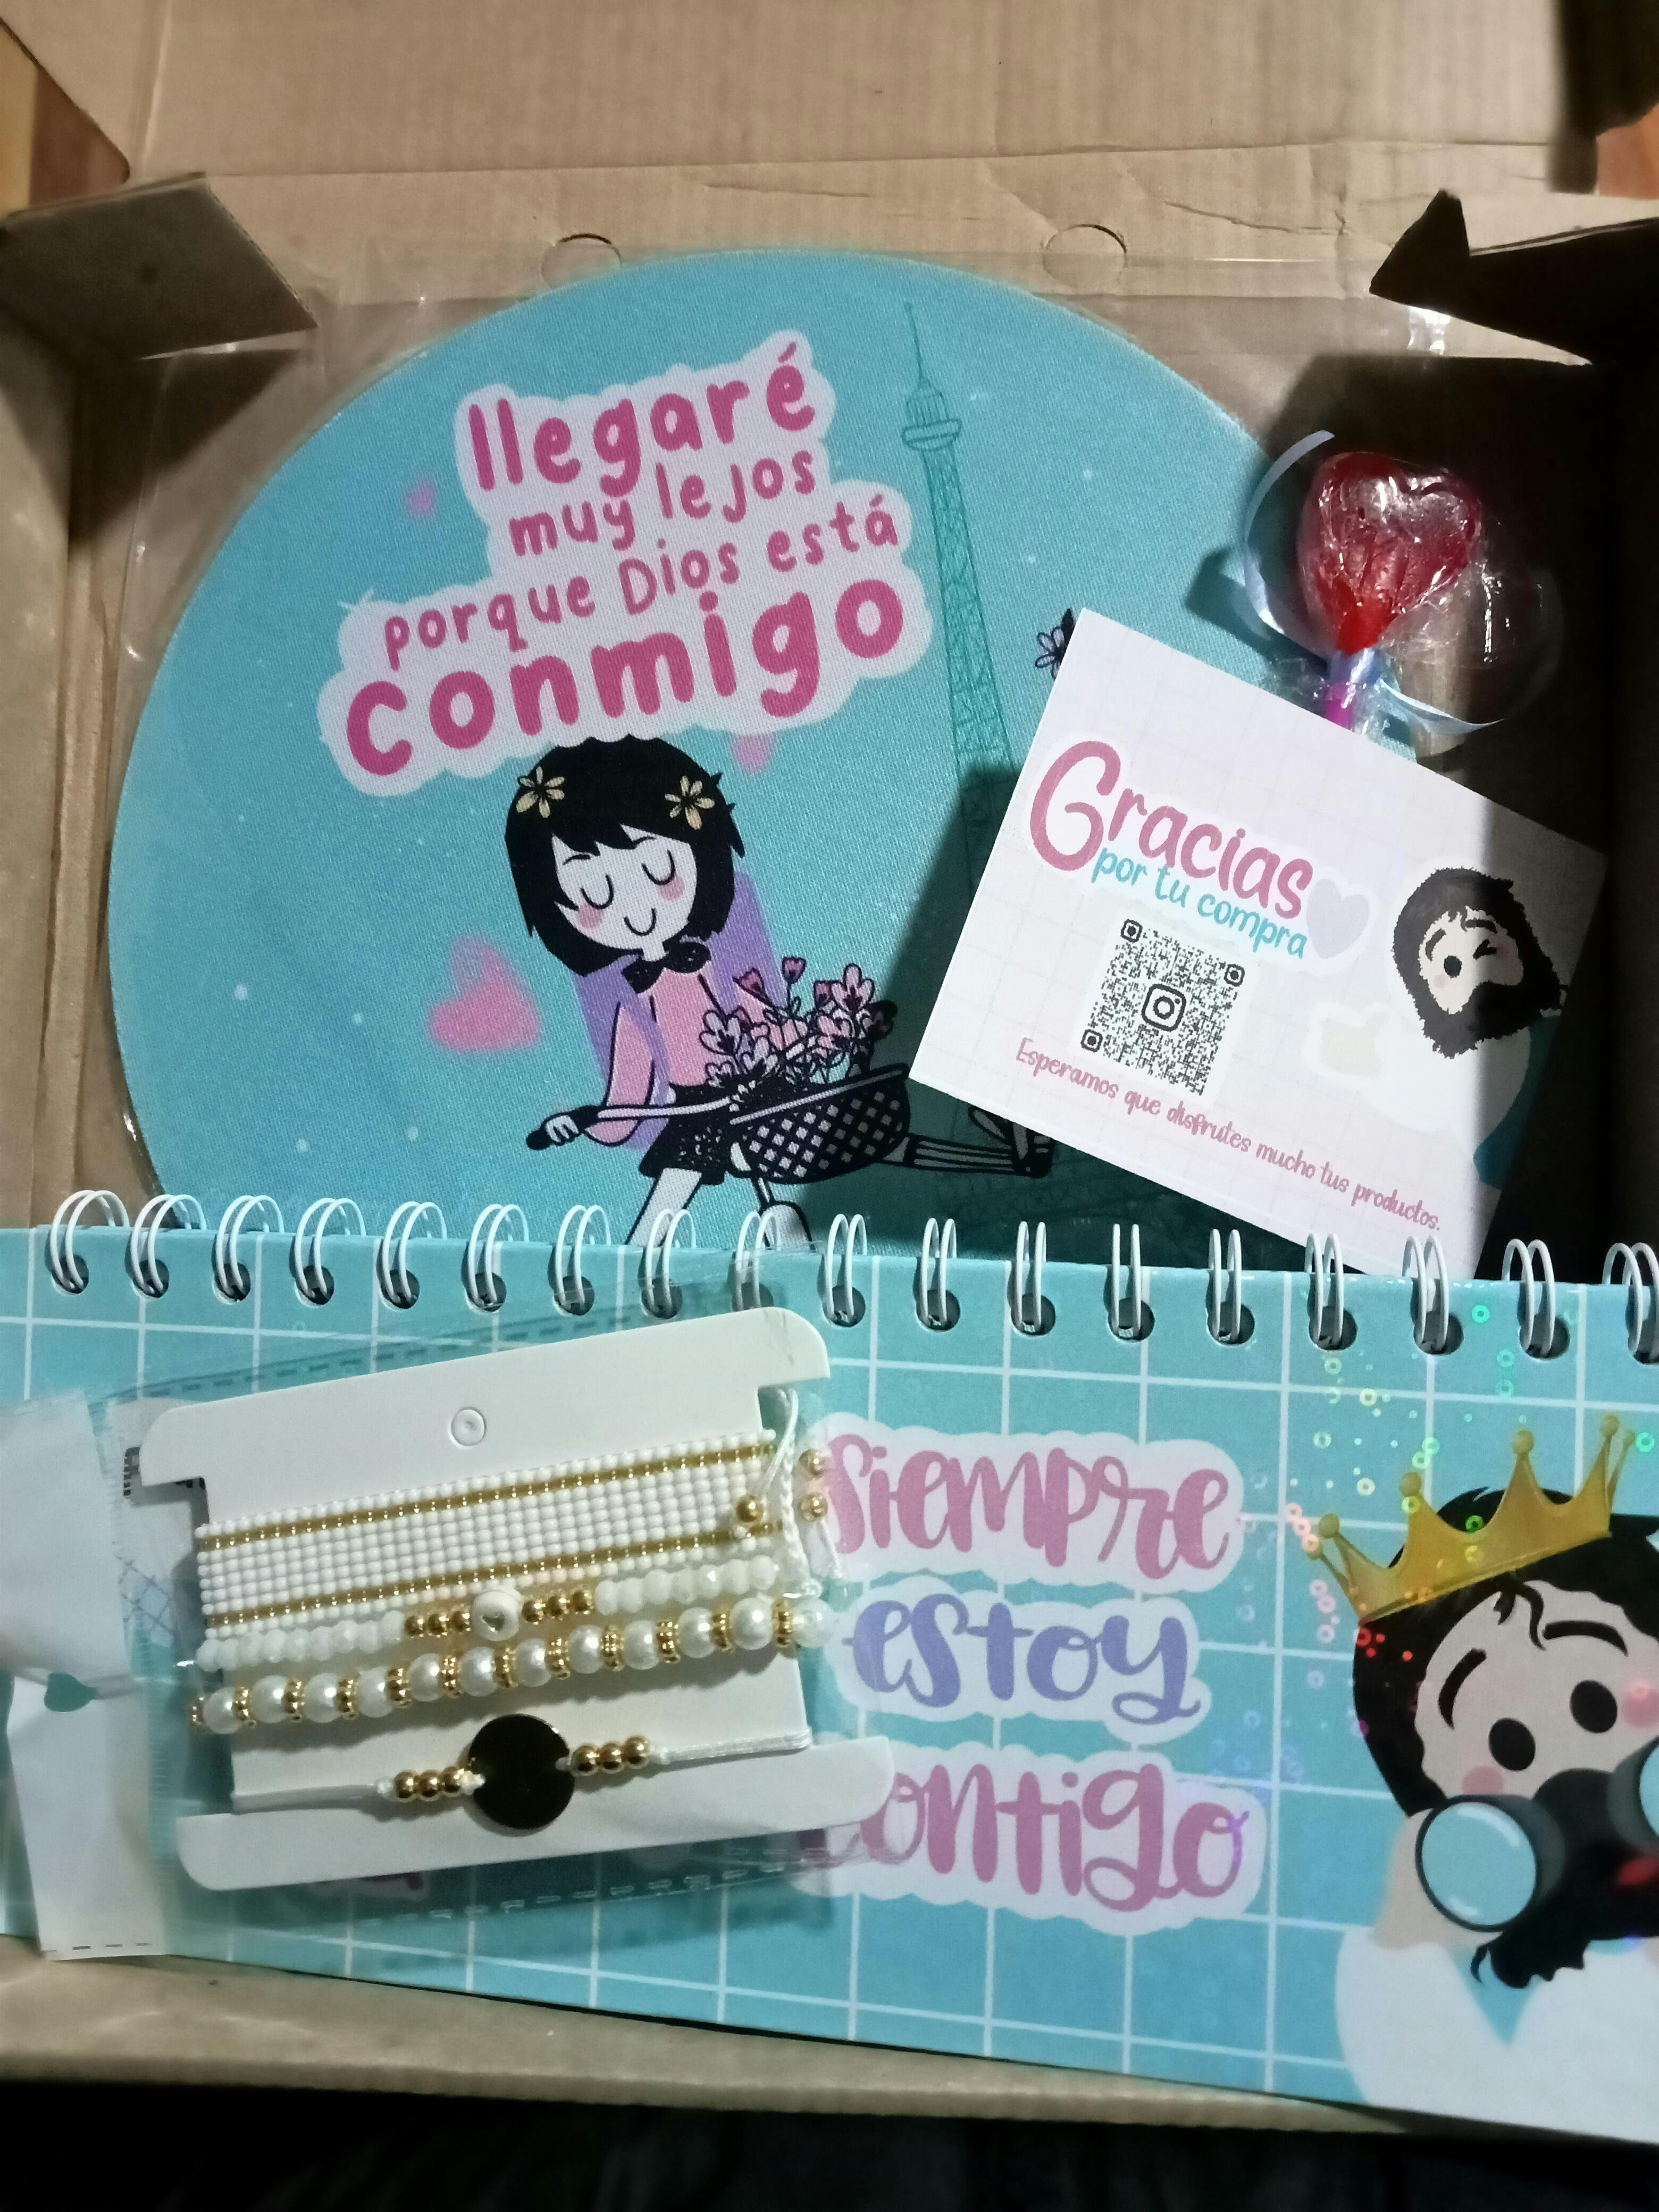 llegaré
muy lejos
porque Dios está
conmigo
Gracias
por tu compra
Esperamos que disfrutes mucho tus productos.
Siempre
estoy
contigo